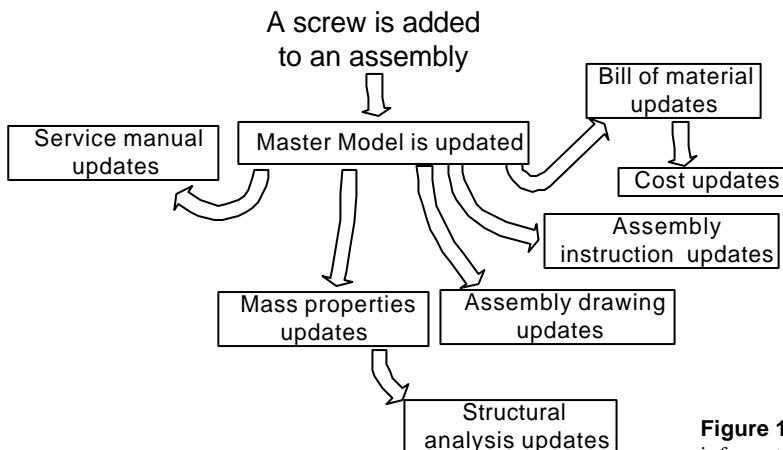 A screw is added
to an assembly
Bill of material
updates
Service manual
updates
Master Model is updated
Cost updates
Assembly
instruction updates
Mass properties
updates
Assembly drawing
updates
Structural
analysis updates
Figure 1